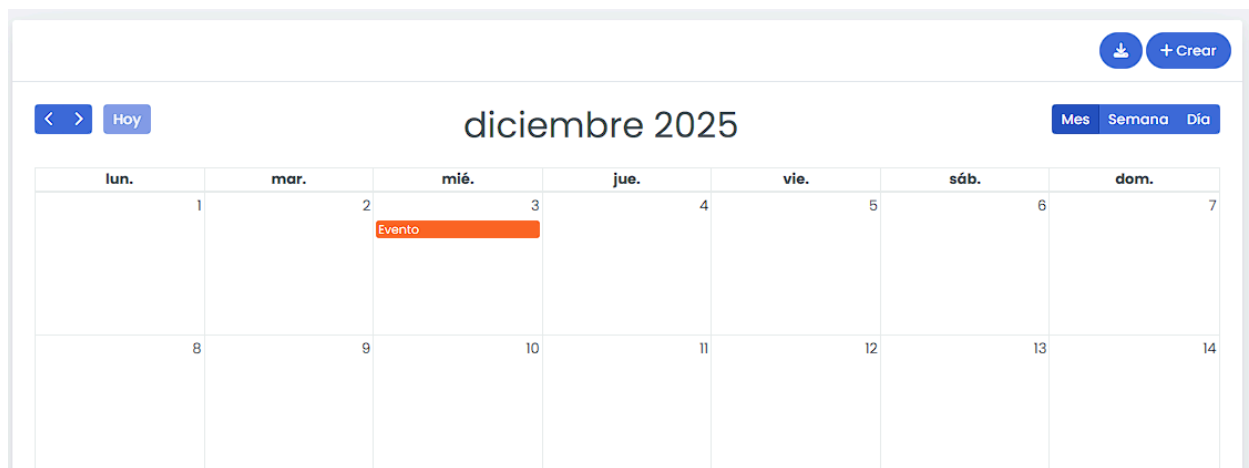 + Crear
Hoy
diciembre 2025
Mes Semana Día
lun. mar. mié. jue. vie. sáb. dom.
1 2 3 4 5 6 7
Evento
8 9 10 11 12 13 14